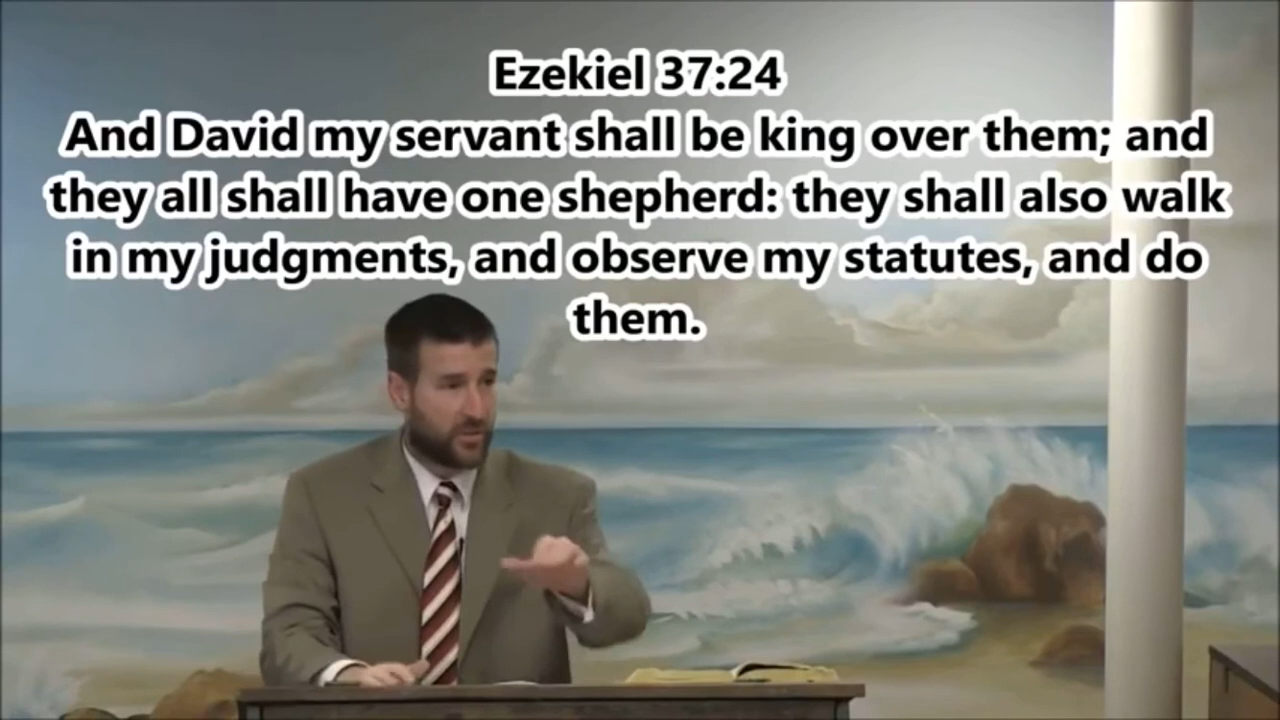 Ezekiel 37:24
And David my servant shall be king over them; and
they all shall have one shepherd: they shall also walk
in my judgments, and observe my statutes, and do
them.